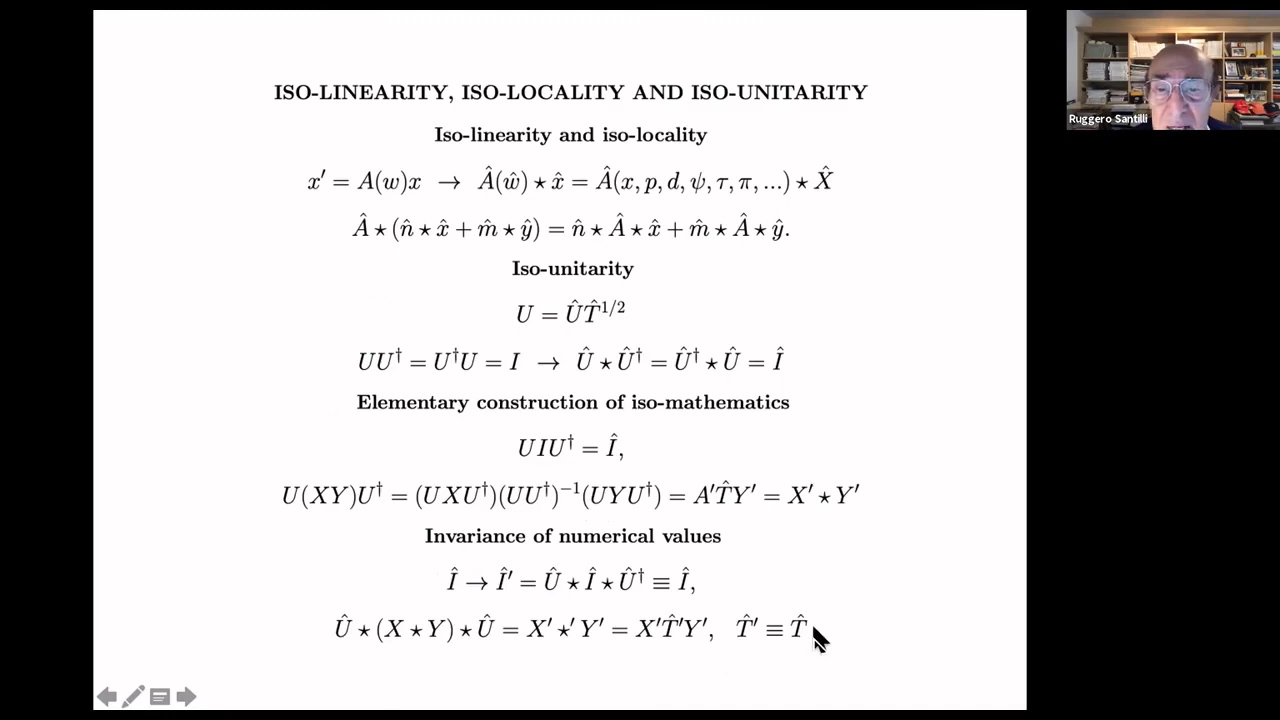 ISO-LINEARITY, ISO-LOCALITY AND ISO-UNITARITY
Iso-linearity and iso-locality
x′ = A(w)x → Â(ŵ) ⋆ x̂ = Â(x, p, d, ψ, τ, π, ...) ⋆ X̂
Â ⋆ (n̂ ⋆ x̂ + m̂ ⋆ ŷ) = n̂ ⋆ Â ⋆ x̂ + m̂ ⋆ Â ⋆ ŷ.
Iso-unitarity
U = ÛT̂^{1/2}
UU† = U†U = I → Û ⋆ Û† = Û† ⋆ Û = Î
Elementary construction of iso-mathematics
UIU† = Î,
U(XY)U† = (UXU†)(UU†)⁻¹(UYU†) = A′T̂Y′ = X′ ⋆ Y′
Invariance of numerical values
Î → Î′ = Û ⋆ Î ⋆ Û† ≡ Î,
Û ⋆ (X ⋆ Y) ⋆ Û = X′ ⋆′ Y′ = X′T̂′Y′, T̂′ ≡ T̂
Ruggero Santilli